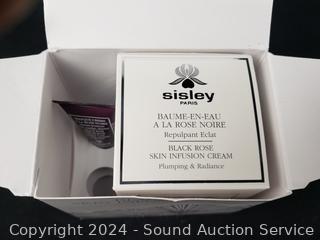 sisley
PARIS
BAUME-EN-EAU
A LA ROSE NOIRE
Repulpant Eclat
BLACK ROSE
SKIN INFUSION CREAM
Plumping & Radiance
Copyright 2024 - Sound Auction Service